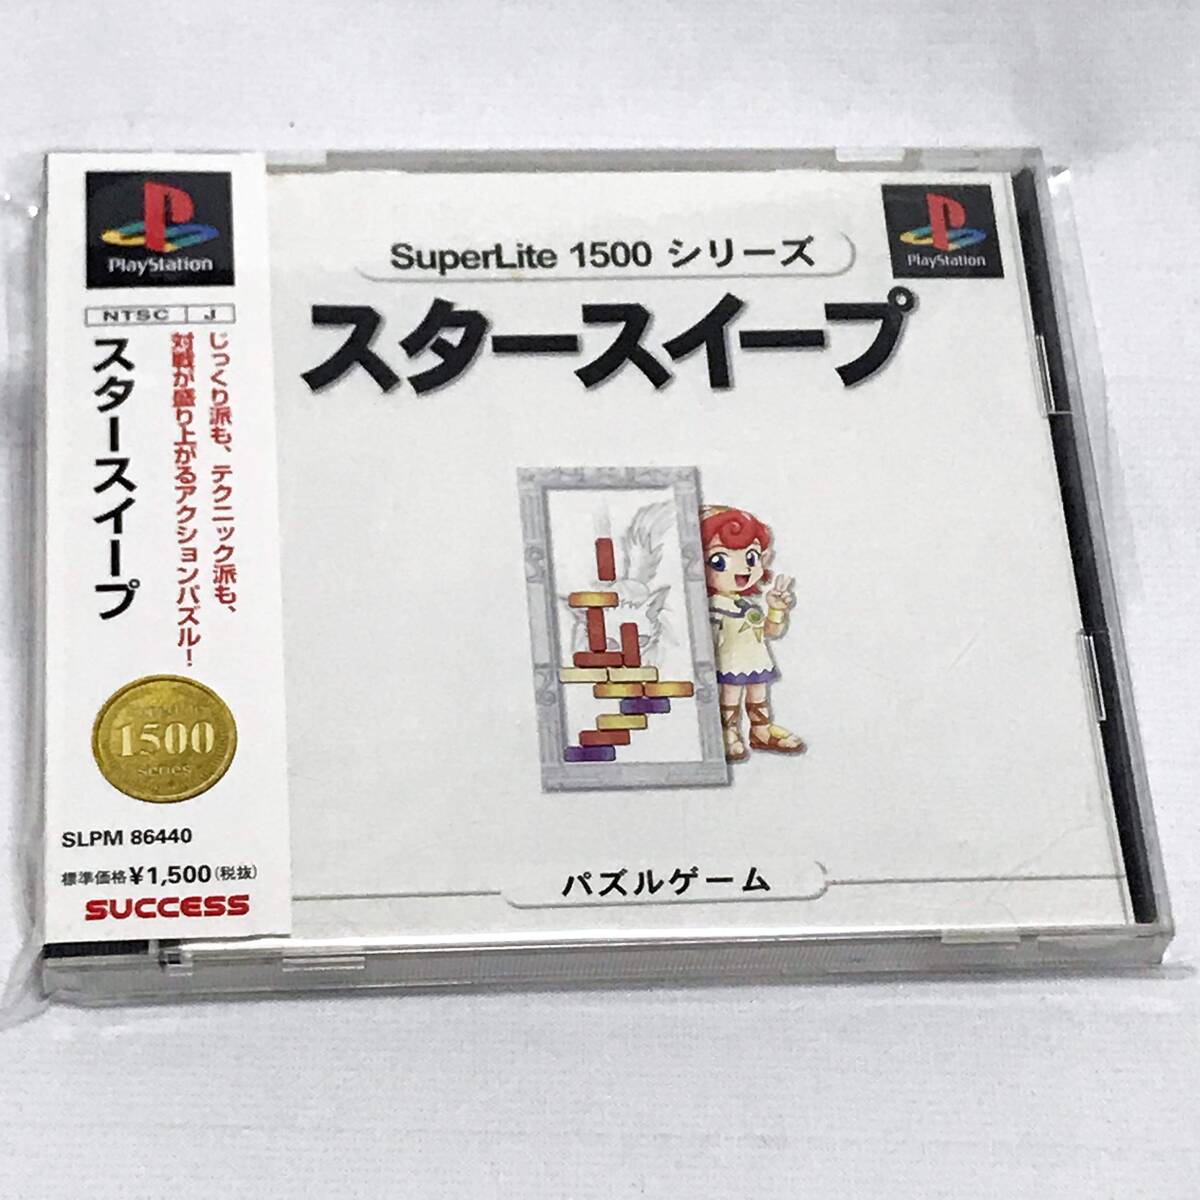 PlayStation
NTSC J
スタースイープ
じっくり派も、テクニック派も、
対戦が盛り上がるアクションパズル！
1500
series
SLPM 86440
標準価格¥1,500(税抜)
SUCCESS
SuperLite 1500 シリーズ
PlayStation
スタースイープ
パズルゲーム